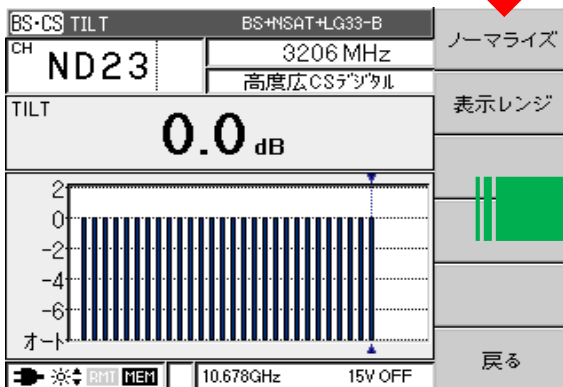 BS・CS TILT BS+NSAT+LG33-B
CH ND23
3206 MHz
高度広CSデジタル
TILT
0.0 dB
2
0
-2
-4
-6
オート
RMT MEM 10.678GHz 15V OFF
ノーマライズ
表示レンジ
戻る